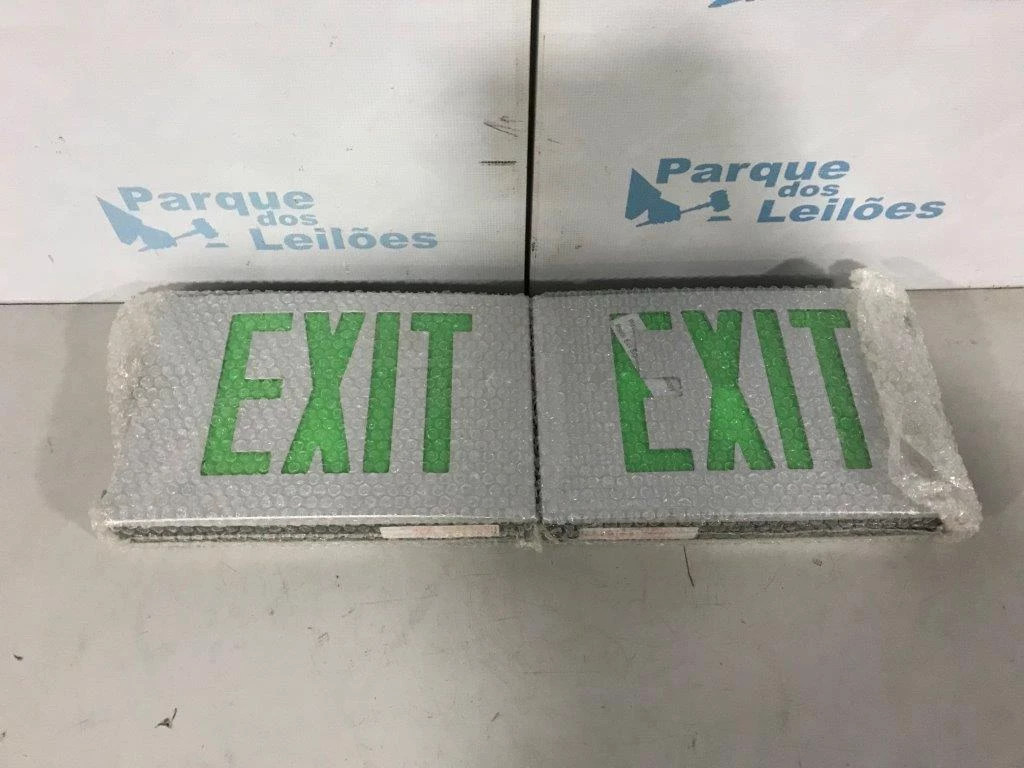 Parque
dos
Leilões
Parque
dos
Leilões
EXIT
EXIT